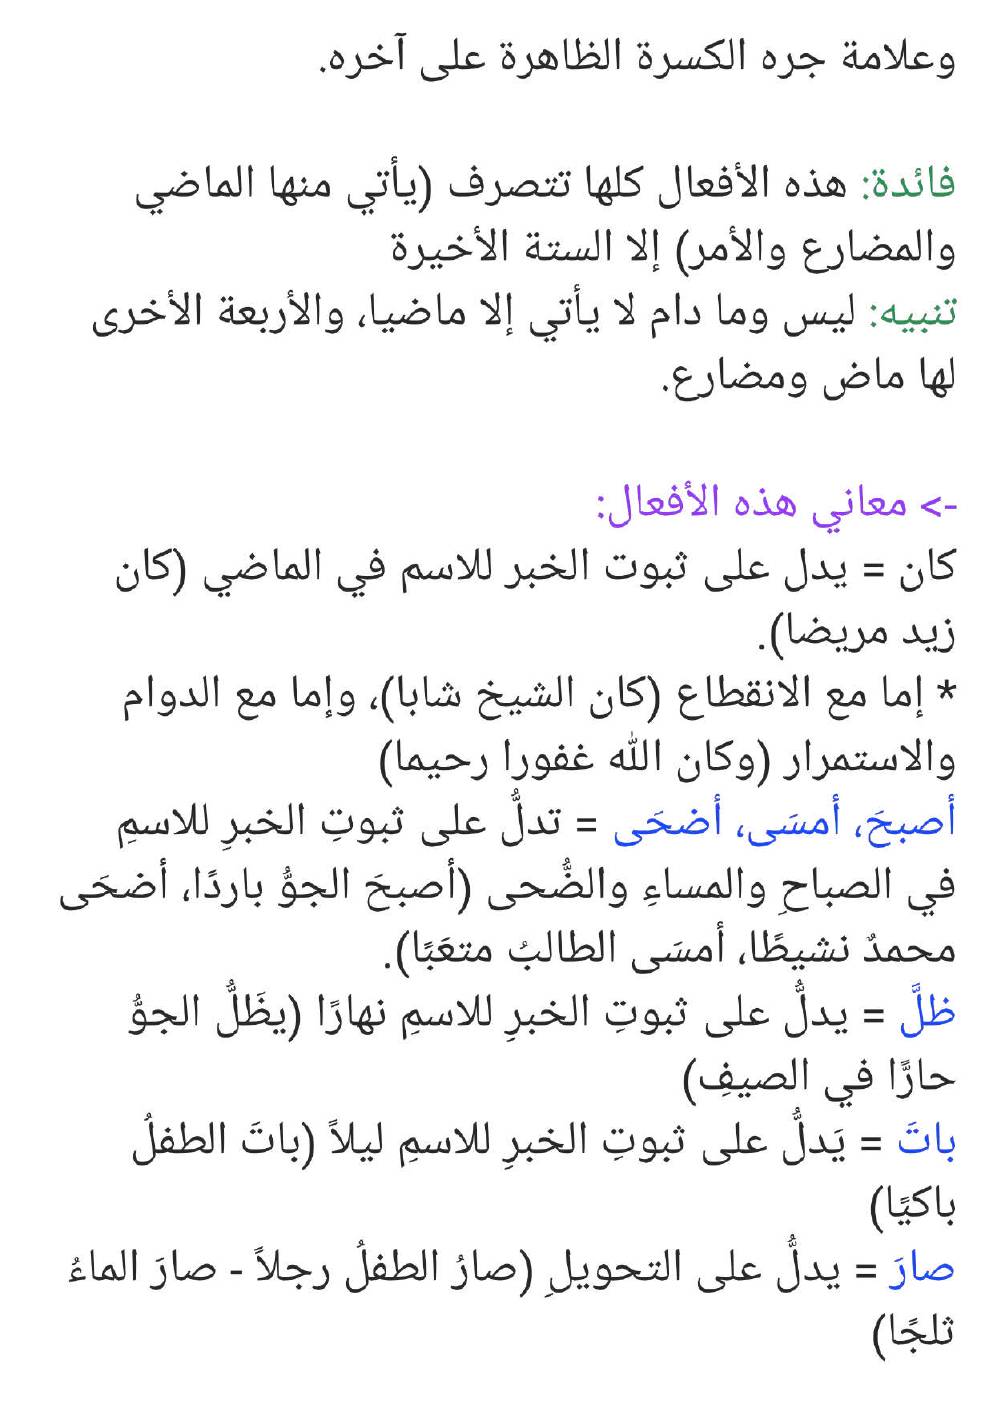 وعلامة جره الكسرة الظاهرة على آخره.
فائدة: هذه الأفعال كلها تتصرف (يأتي منها الماضي
والمضارع والأمر) إلا الستة الأخيرة
تنبيه: ليس وما دام لا يأتي إلا ماضيا، والأربعة الأخرى
لها ماض ومضارع.
-> معاني هذه الأفعال:
كان = يدل على ثبوت الخبر للاسم في الماضي (كان
زيد مريضا).
* إما مع الانقطاع (كان الشيخ شابا)، وإما مع الدوام
والاستمرار (وكان الله غفورا رحيما)
أصبحَ، أمسَى، أضحَى = تدلُّ على ثبوتِ الخبرِ للاسمِ
في الصباحِ والمساءِ والضُّحى (أصبحَ الجوُّ باردًا، أضحَى
محمدٌ نشيطًا، أمسَى الطالبُ متعَبًا).
ظلَّ = يدلُّ على ثبوتِ الخبرِ للاسمِ نهارًا (يظَلُّ الجوُّ
حارًّا في الصيفِ)
باتَ = يَدلُّ على ثبوتِ الخبرِ للاسمِ ليلاً (باتَ الطفلُ
باكيًا)
صارَ = يدلُّ على التحويلِ (صارُ الطفلُ رجلاً - صارَ الماءُ
ثلجًا)